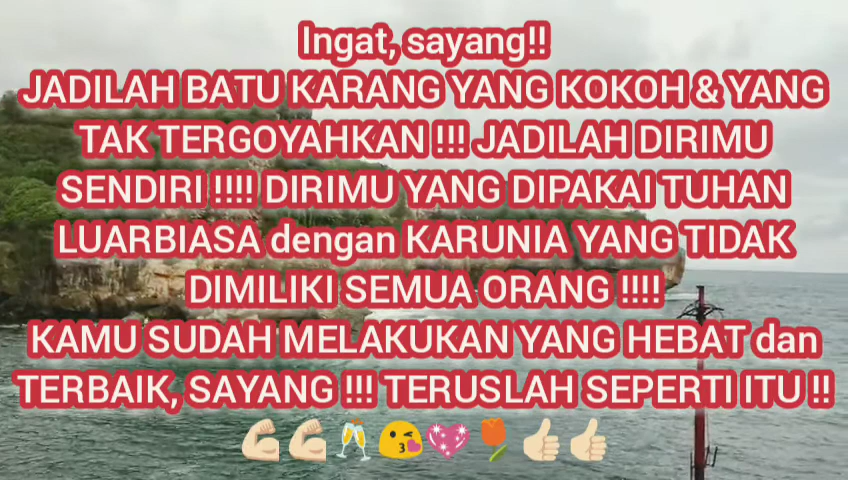 Ingat, sayang!!
JADILAH BATU KARANG YANG KOKOH & YANG
TAK TERGOYAHKAN !!! JADILAH DIRIMU
SENDIRI !!!! DIRIMU YANG DIPAKAI TUHAN
LUARBIASA dengan KARUNIA YANG TIDAK
DIMILIKI SEMUA ORANG !!!!
KAMU SUDAH MELAKUKAN YANG HEBAT dan
TERBAIK, SAYANG !!! TERUSLAH SEPERTI ITU !!
💪🏻💪🏻🥂😘💖🌷👍🏻👍🏻